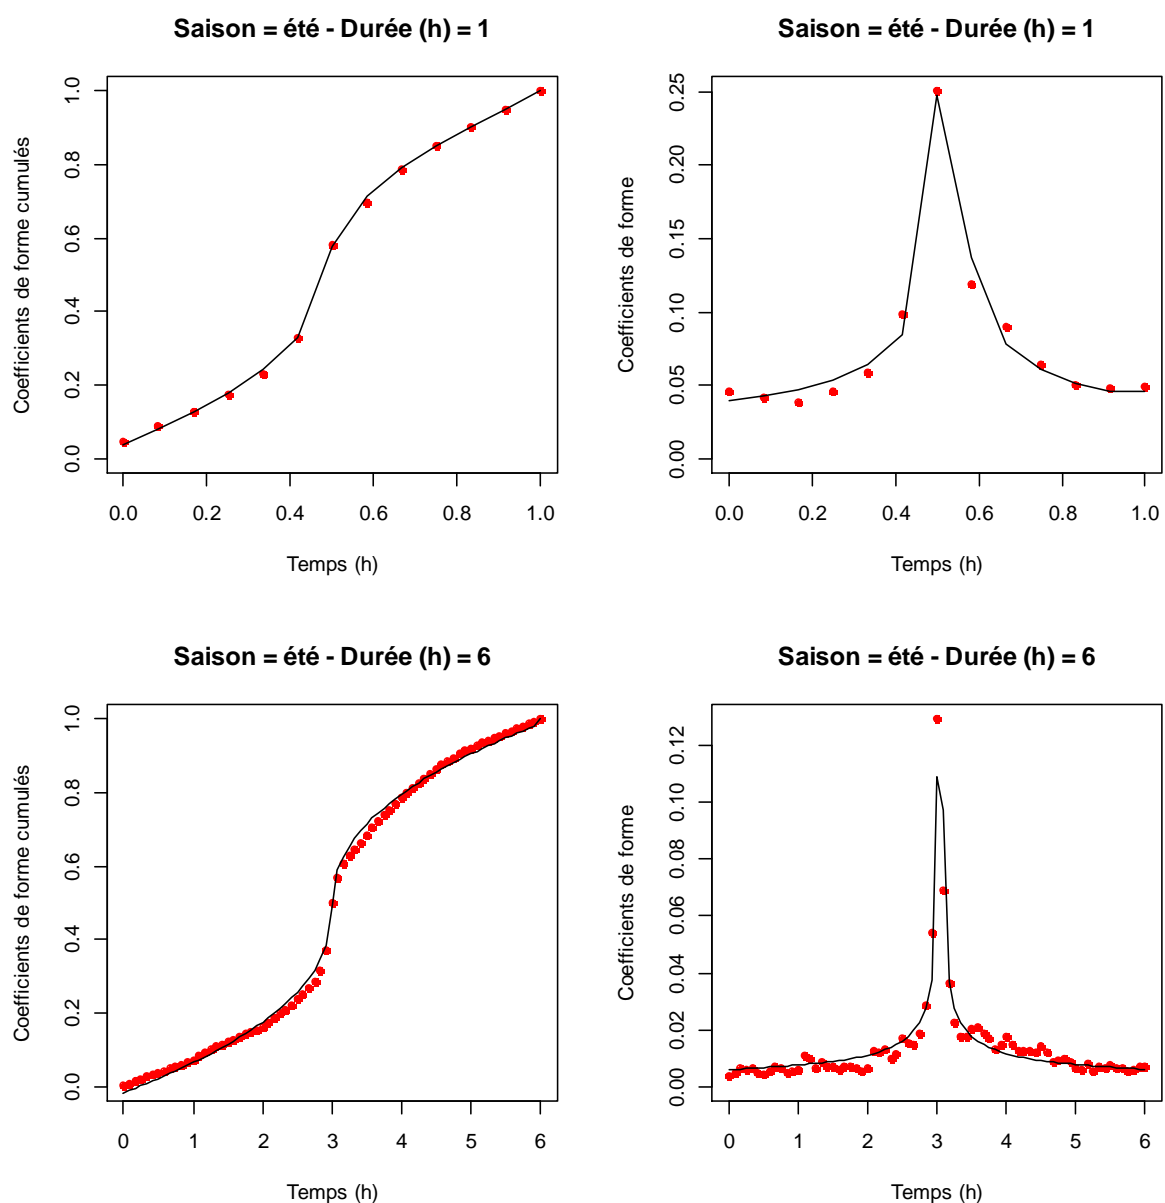 Saison = été - Durée (h) = 1
Coefficients de forme cumulés
1.0
0.8
0.6
0.4
0.2
0.0
0.0 0.2 0.4 0.6 0.8 1.0
Temps (h)
Saison = été - Durée (h) = 1
Coefficients de forme
0.25
0.20
0.15
0.10
0.05
0.00
0.0 0.2 0.4 0.6 0.8 1.0
Temps (h)
Saison = été - Durée (h) = 6
Coefficients de forme cumulés
1.0
0.8
0.6
0.4
0.2
0.0
0 1 2 3 4 5 6
Temps (h)
Saison = été - Durée (h) = 6
Coefficients de forme
0.12
0.10
0.08
0.06
0.04
0.02
0.00
0 1 2 3 4 5 6
Temps (h)